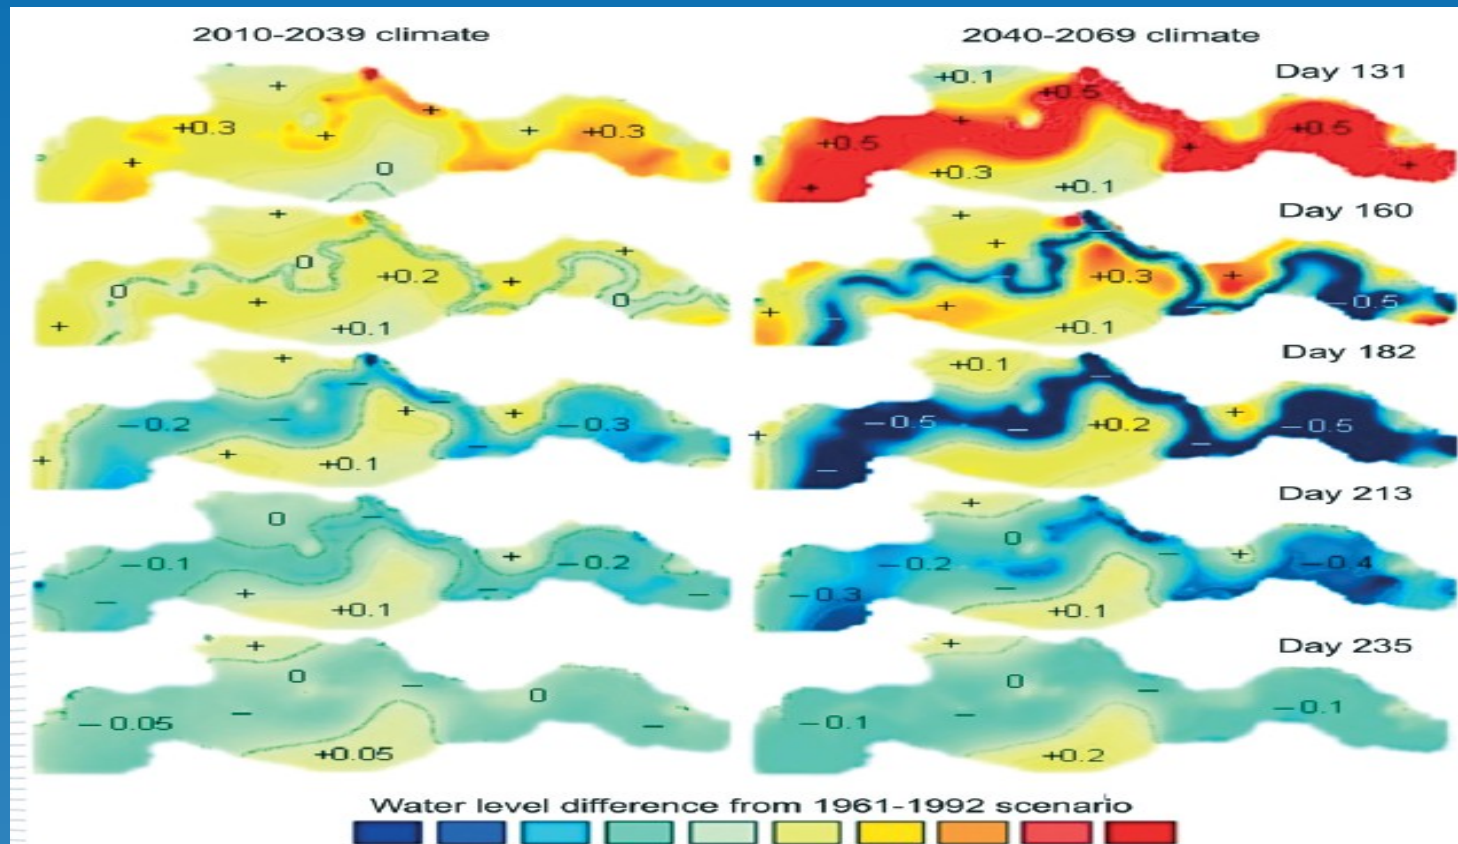 2010-2039 climate 2040-2069 climate
Day 131
+ +0.1 +0.5
+0.3 + + + +0.3 +0.5 + + +0.5
+ 0 + +0.3 +0.1 +
Day 160
+ 0 + + + −
0 +0.2 + 0 +0.3 + −0.5
+ + +0.1 + − + +0.1 −
Day 182
+ − − +0.1 −
−0.2 − + + −0.3 −0.5 − +0.2 + −0.5
+ + +0.1 − + − −
Day 213
0 − + + 0
−0.1 −0.2 −0.2 − + −0.4
− + +0.1 − − −0.3 − +0.1
Day 235
+ 0 − 0 + 0 −
−0.05 − − −0.1 − −0.1
+0.05 +0.2
Water level difference from 1961-1992 scenario